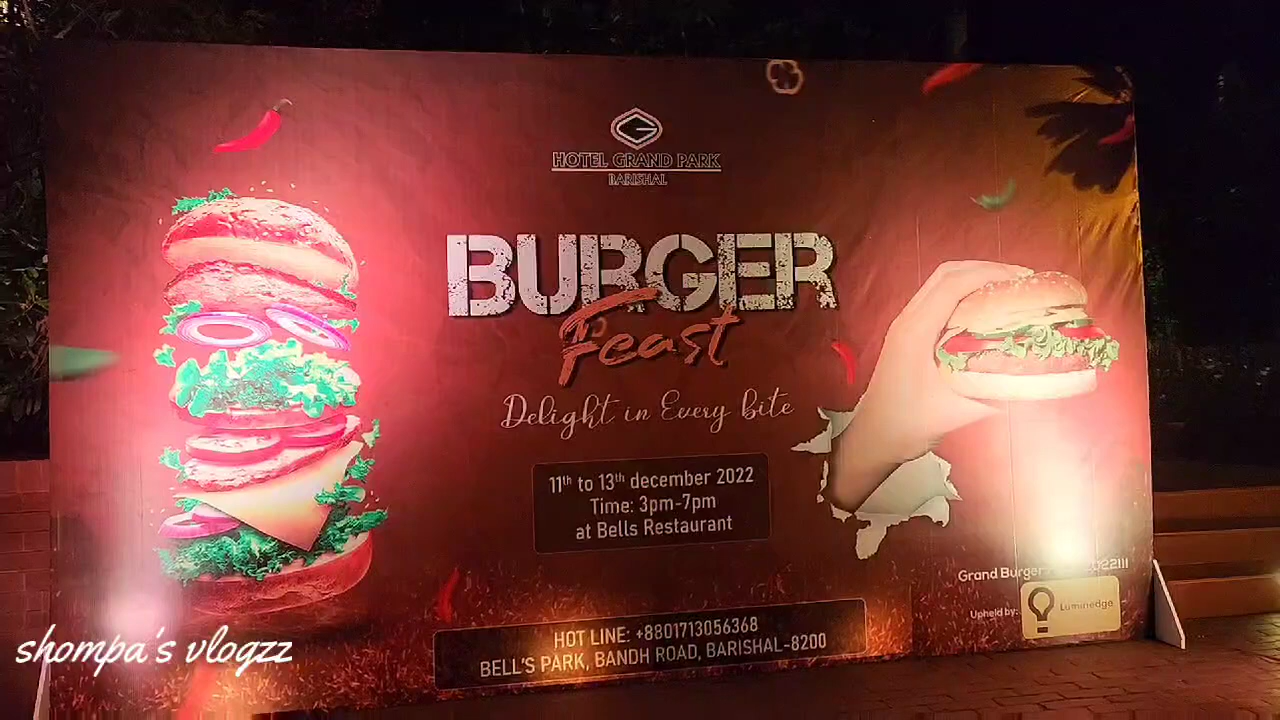 HOTEL GRAND PARK
BARISHAL
BURGER
Feast
Delight in Every bite
11th to 13th december 2022
Time: 3pm-7pm
at Bells Restaurant
Grand Burger
Upheld by:
Luminedge
HOT LINE: +8801713056368
BELL'S PARK, BANDH ROAD, BARISHAL-8200
shompa's vlogzz